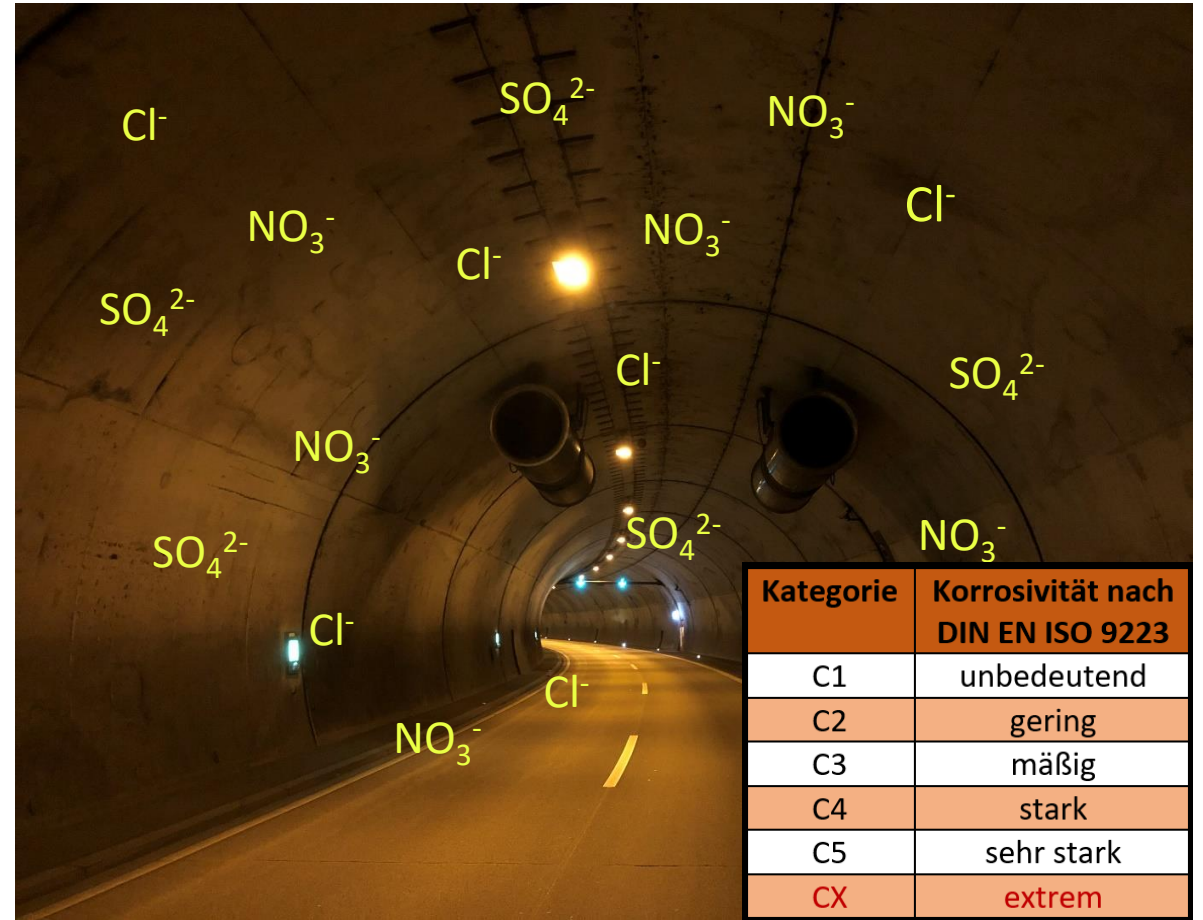 SO₄²⁻
NO₃⁻
Cl⁻
Cl⁻
NO₃⁻
NO₃⁻
Cl⁻
SO₄²⁻
Cl⁻
SO₄²⁻
NO₃⁻
SO₄²⁻
SO₄²⁻
NO₃⁻
Cl⁻
Cl⁻
NO₃⁻
Kategorie Korrosivität nach
DIN EN ISO 9223
C1 unbedeutend
C2 gering
C3 mäßig
C4 stark
C5 sehr stark
CX extrem